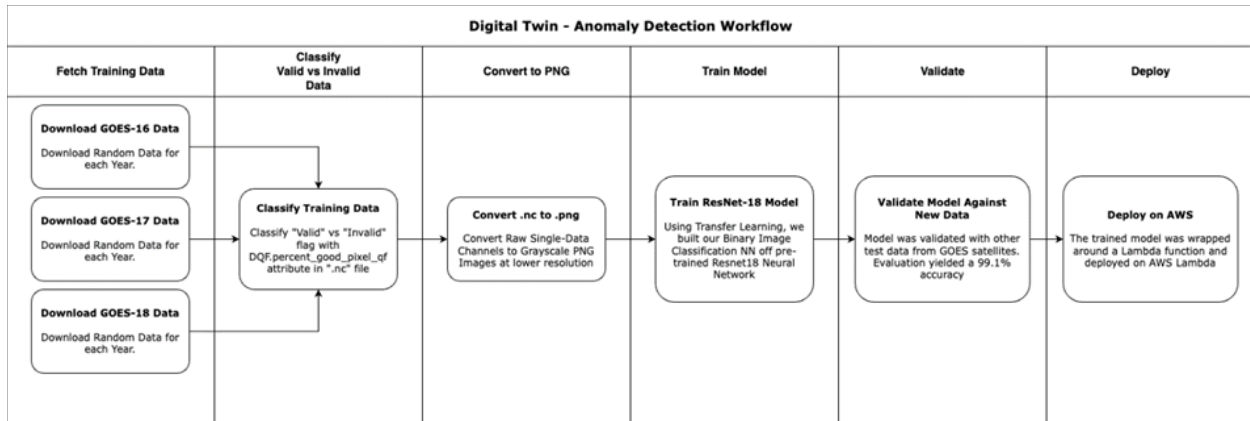 Digital Twin - Anomaly Detection Workflow
Fetch Training Data
Classify
Valid vs Invalid
Data
Convert to PNG
Train Model
Validate
Deploy
Download GOES-16 Data
Download Random Data for
each Year.
Download GOES-17 Data
Download Random Data for
each Year.
Download GOES-18 Data
Download Random Data for
each Year.
Classify Training Data
Classify "Valid" vs "Invalid"
flag with
DQF.percent_good_pixel_qf
attribute in ".nc" file
Convert .nc to .png
Convert Raw Single-Data
Channels to Grayscale PNG
Images at lower resolution
Train ResNet-18 Model
Using Transfer Learning, we
built our Binary Image
Classification NN off pre-
trained Resnet18 Neural
Network
Validate Model Against
New Data
Model was validated with other
test data from GOES satellites.
Evaluation yielded a 99.1%
accuracy
Deploy on AWS
The trained model was wrapped
around a Lambda function and
deployed on AWS Lambda